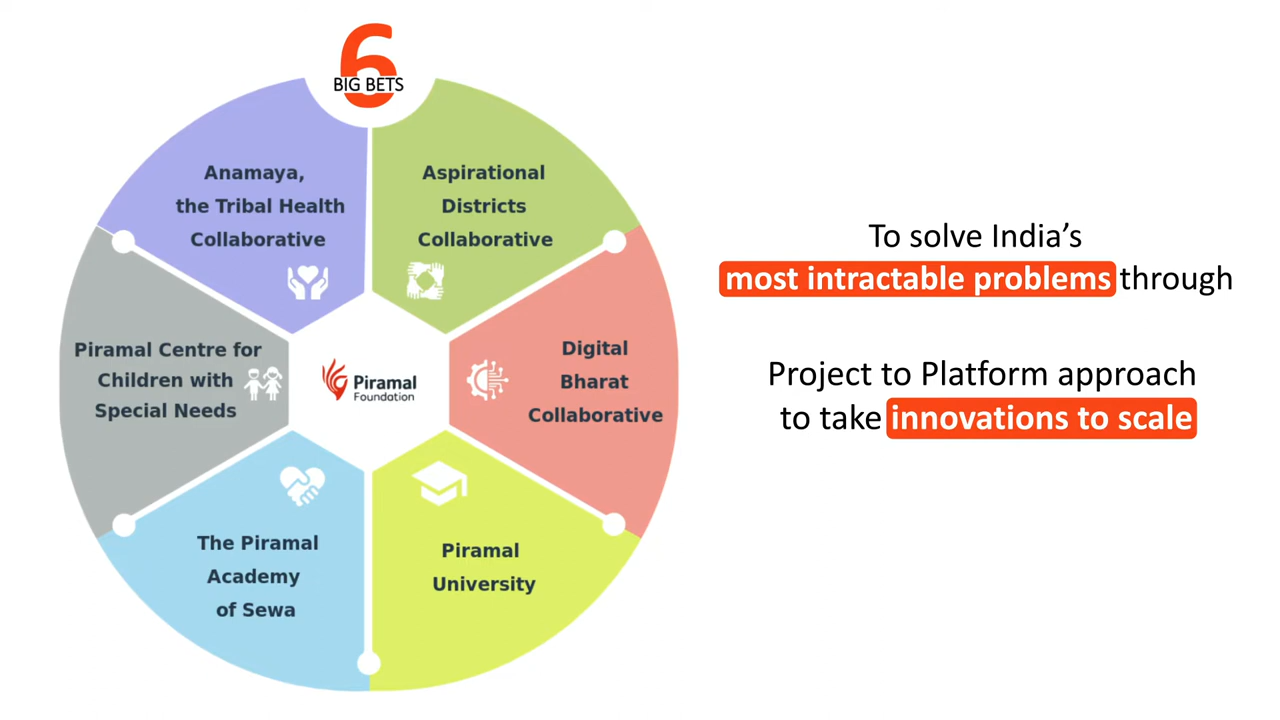 6
BIG BETS
Anamaya,
the Tribal Health
Collaborative
Aspirational
Districts
Collaborative
Piramal Centre for
Children with
Special Needs
Piramal
Foundation
Digital
Bharat
Collaborative
The Piramal
Academy
of Sewa
Piramal
University
To solve India’s
most intractable problems through
Project to Platform approach
to take innovations to scale